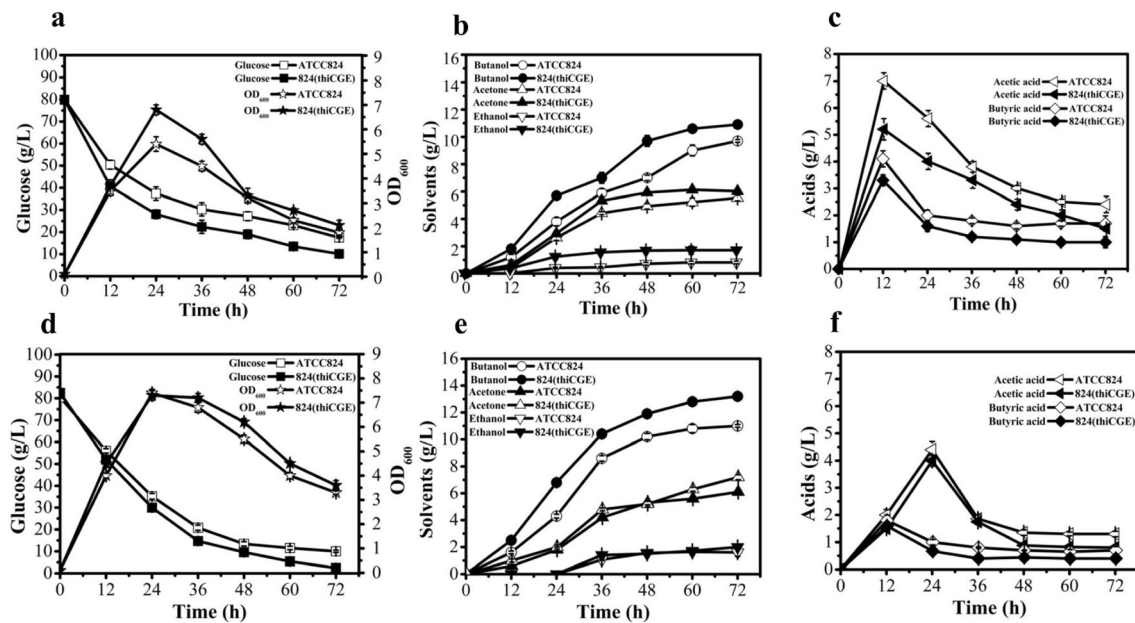 a
b
c
100
90
80
70
60
50
40
30
20
10
0
Glucose (g/L)
9
8
7
6
5
4
3
2
1
0
OD600
Glucose ATCC824
Glucose 824(thiCGE)
OD600 ATCC824
OD600 824(thiCGE)
0 12 24 36 48 60 72
Time (h)
16
14
12
10
8
6
4
2
0
Solvents (g/L)
Butanol ATCC824
Butanol 824(thiCGE)
Acetone ATCC824
Acetone 824(thiCGE)
Ethanol ATCC824
Ethanol 824(thiCGE)
0 12 24 36 48 60 72
Time (h)
8
7
6
5
4
3
2
1
0
Acids (g/L)
Acetic acid ATCC824
Acetic acid 824(thiCGE)
Butyric acid ATCC824
Butyric acid 824(thiCGE)
0 12 24 36 48 60 72
Time (h)
d
e
f
100
90
80
70
60
50
40
30
20
10
0
Glucose (g/L)
9
8
7
6
5
4
3
2
1
0
OD600
Glucose ATCC824
Glucose 824(thiCGE)
OD600 ATCC824
OD600 824(thiCGE)
0 12 24 36 48 60 72
Time (h)
16
14
12
10
8
6
4
2
0
Solvents (g/L)
Butanol ATCC824
Butanol 824(thiCGE)
Acetone ATCC824
Acetone 824(thiCGE)
Ethanol ATCC824
Ethanol 824(thiCGE)
0 12 24 36 48 60 72
Time (h)
8
7
6
5
4
3
2
1
0
Acids (g/L)
Acetic acid ATCC824
Acetic acid 824(thiCGE)
Butyric acid ATCC824
Butyric acid 824(thiCGE)
0 12 24 36 48 60 72
Time (h)